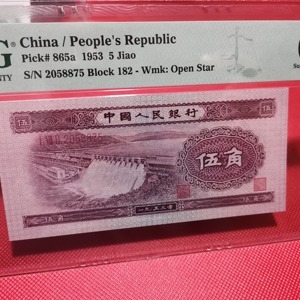 China / People's Republic
Pick# 865a 1953 5 Jiao
S/N 2058875 Block 182 - Wmk: Open Star
中國人民銀行
伍角
一九五三年